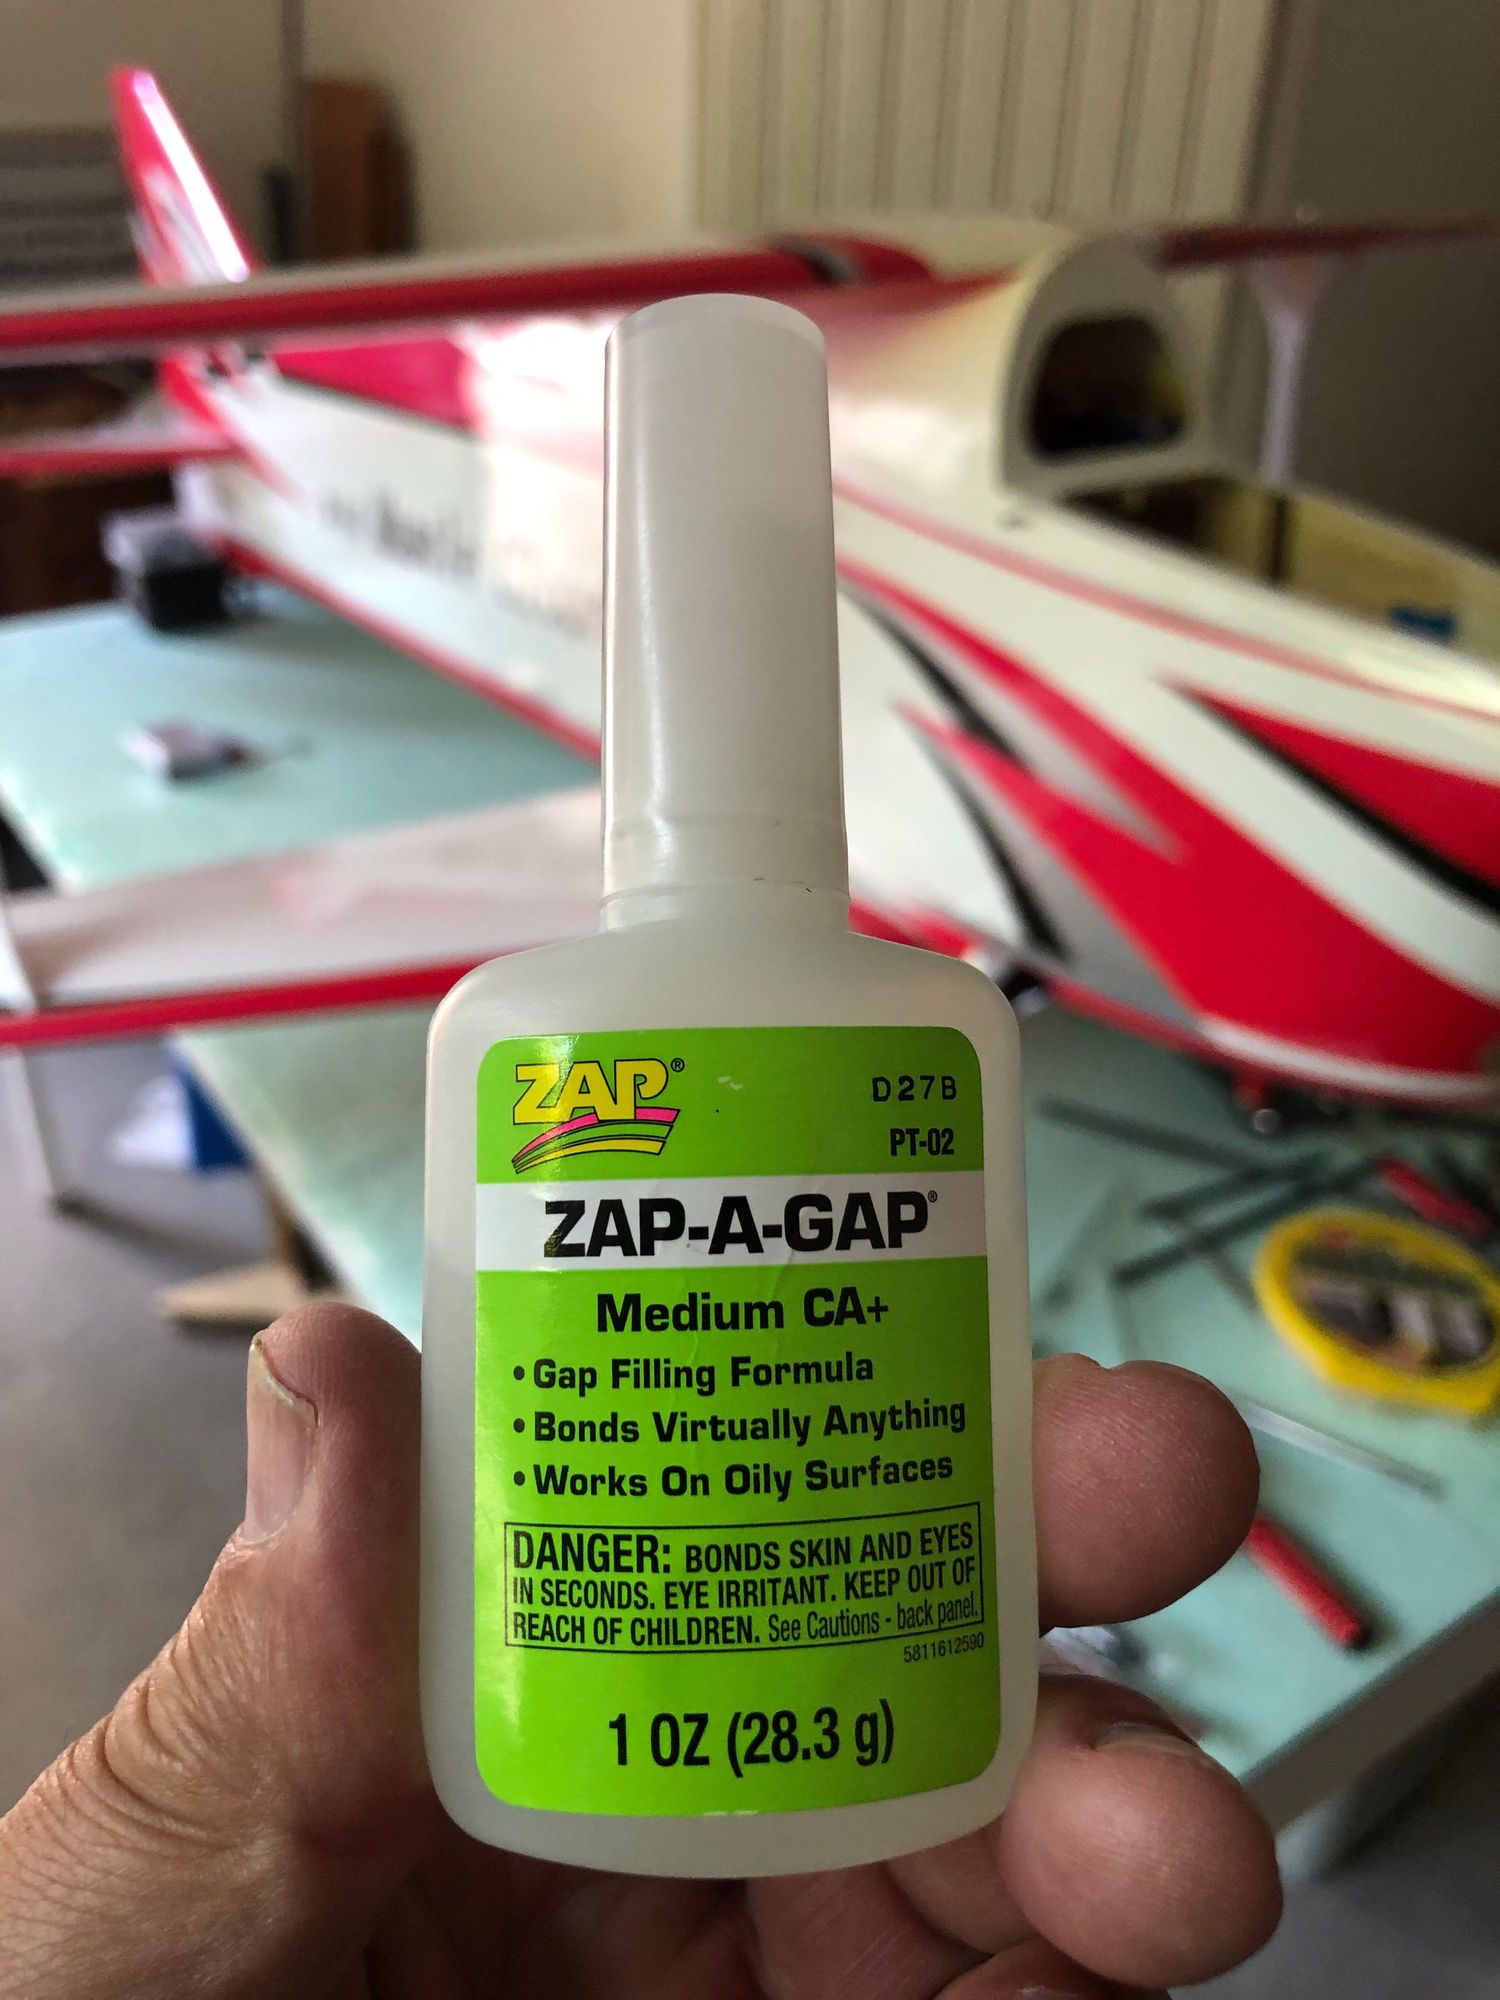 ZAP®
D27B
PT-02
ZAP-A-GAP®
Medium CA+
• Gap Filling Formula
• Bonds Virtually Anything
• Works On Oily Surfaces
DANGER: BONDS SKIN AND EYES
IN SECONDS. EYE IRRITANT. KEEP OUT OF
REACH OF CHILDREN. See Cautions - back panel.
5811612590
1 OZ (28.3 g)